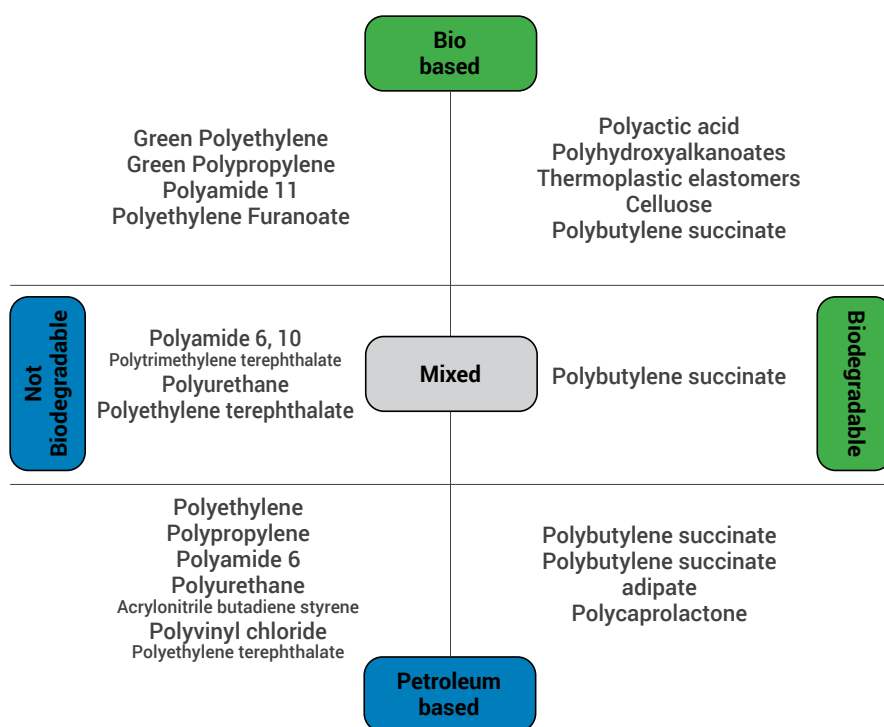 Bio
based
Green Polyethylene
Green Polypropylene
Polyamide 11
Polyethylene Furanoate
Polyactic acid
Polyhydroxyalkanoates
Thermoplastic elastomers
Celluose
Polybutylene succinate
Not
Biodegradable
Polyamide 6, 10
Polytrimethylene terephthalate
Polyurethane
Polyethylene terephthalate
Mixed
Polybutylene succinate
Biodegradable
Polyethylene
Polypropylene
Polyamide 6
Polyurethane
Acrylonitrile butadiene styrene
Polyvinyl chloride
Polyethylene terephthalate
Polybutylene succinate
Polybutylene succinate
adipate
Polycaprolactone
Petroleum
based